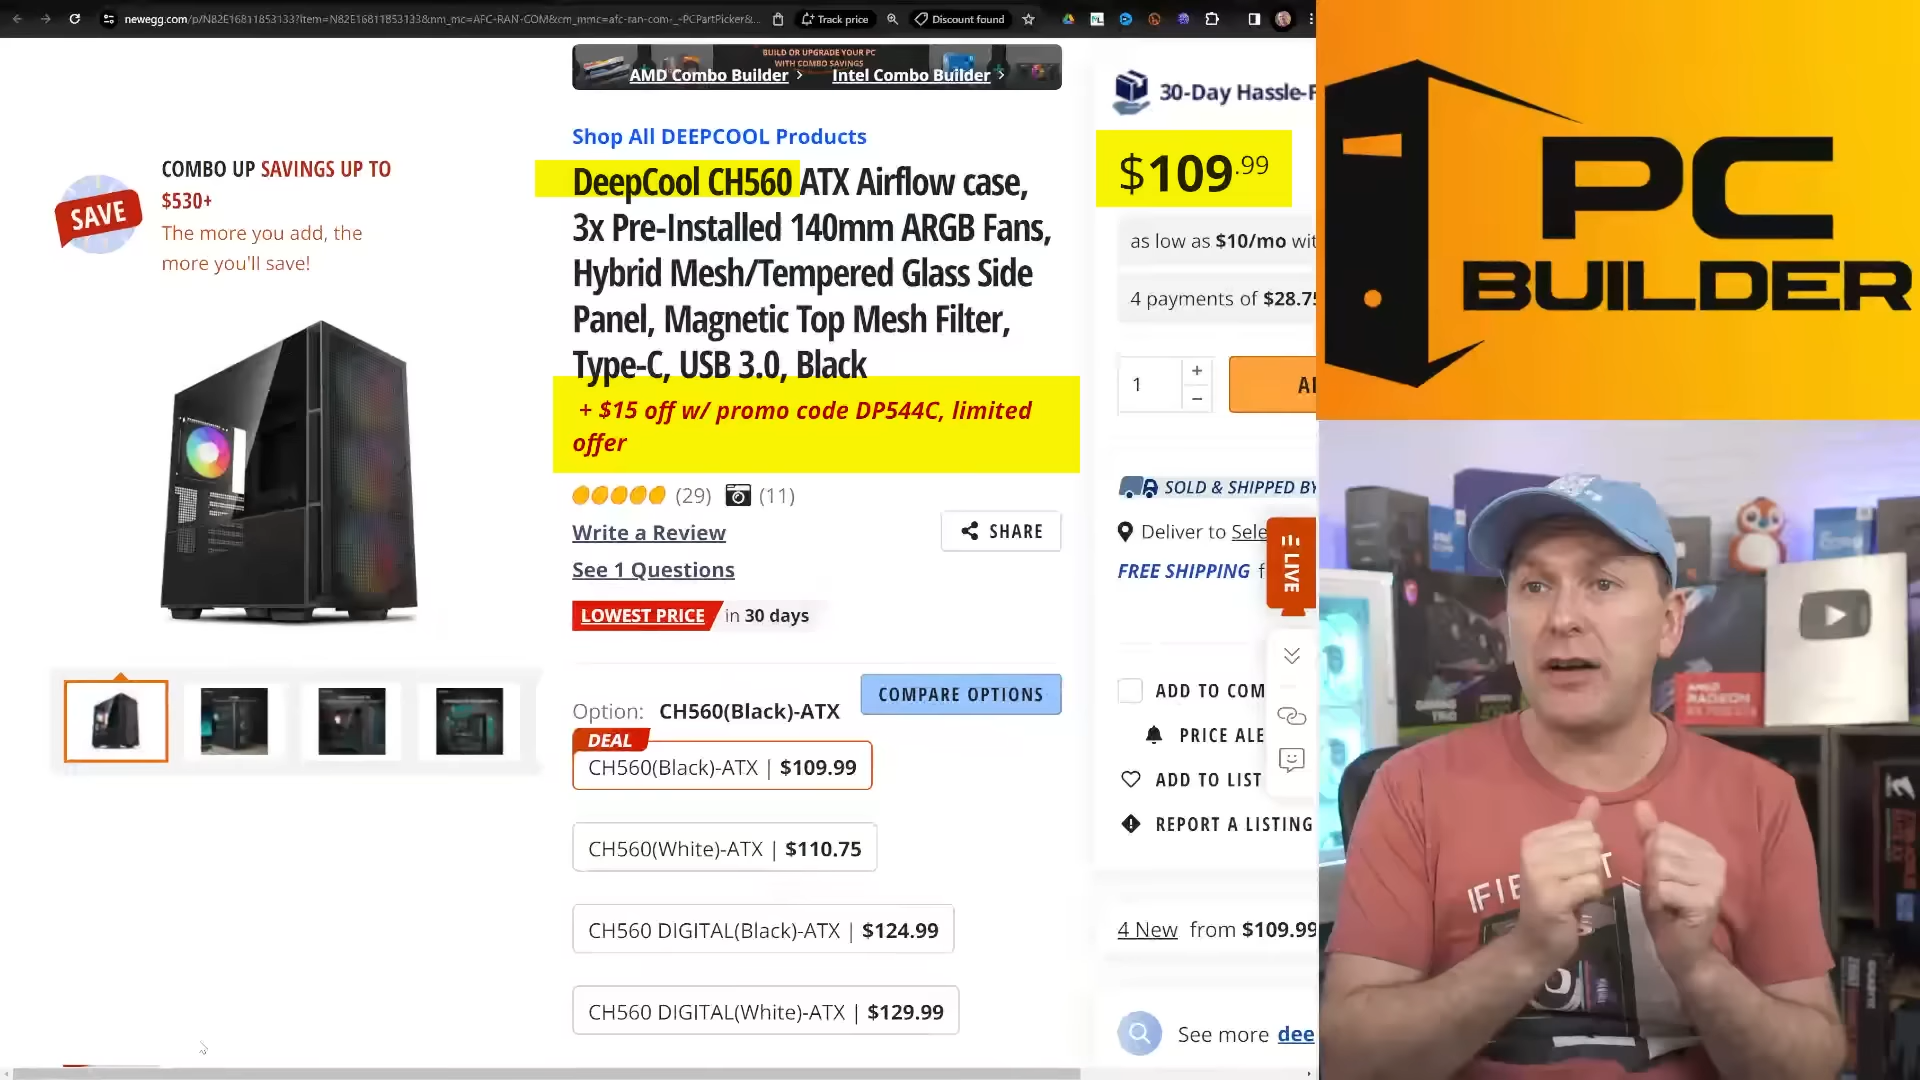 newegg.com/p/N82E16811853133?Item=N82E16811853133&nm_mc=AFC-RAN-COM&cm_mmc=afc-ran-com-_-PCPartPicker&...
Track price
Discount found
BUILD OR UPGRADE YOUR PC
WITH COMBO SAVINGS
AMD Combo Builder
Intel Combo Builder
SAVE
COMBO UP SAVINGS UP TO
$530+
The more you add, the
more you'll save!
Shop All DEEPCOOL Products
DeepCool CH560 ATX Airflow case,
3x Pre-Installed 140mm ARGB Fans,
Hybrid Mesh/Tempered Glass Side
Panel, Magnetic Top Mesh Filter,
Type-C, USB 3.0, Black
+ $15 off w/ promo code DP544C, limited
offer
(29)
(11)
Write a Review
SHARE
See 1 Questions
LOWEST PRICE in 30 days
Option: CH560(Black)-ATX
COMPARE OPTIONS
DEAL
CH560(Black)-ATX | $109.99
CH560(White)-ATX | $110.75
CH560 DIGITAL(Black)-ATX | $124.99
CH560 DIGITAL(White)-ATX | $129.99
30-Day Hassle-F
$109.99
as low as $10/mo wit
4 payments of $28.75
1
+
−
SOLD & SHIPPED BY
Deliver to Sele
FREE SHIPPING f
LIVE
ADD TO COM
PRICE ALE
ADD TO LIST
REPORT A LISTING
4 New from $109.99
See more dee
PC
BUILDER
AMD
RADEON